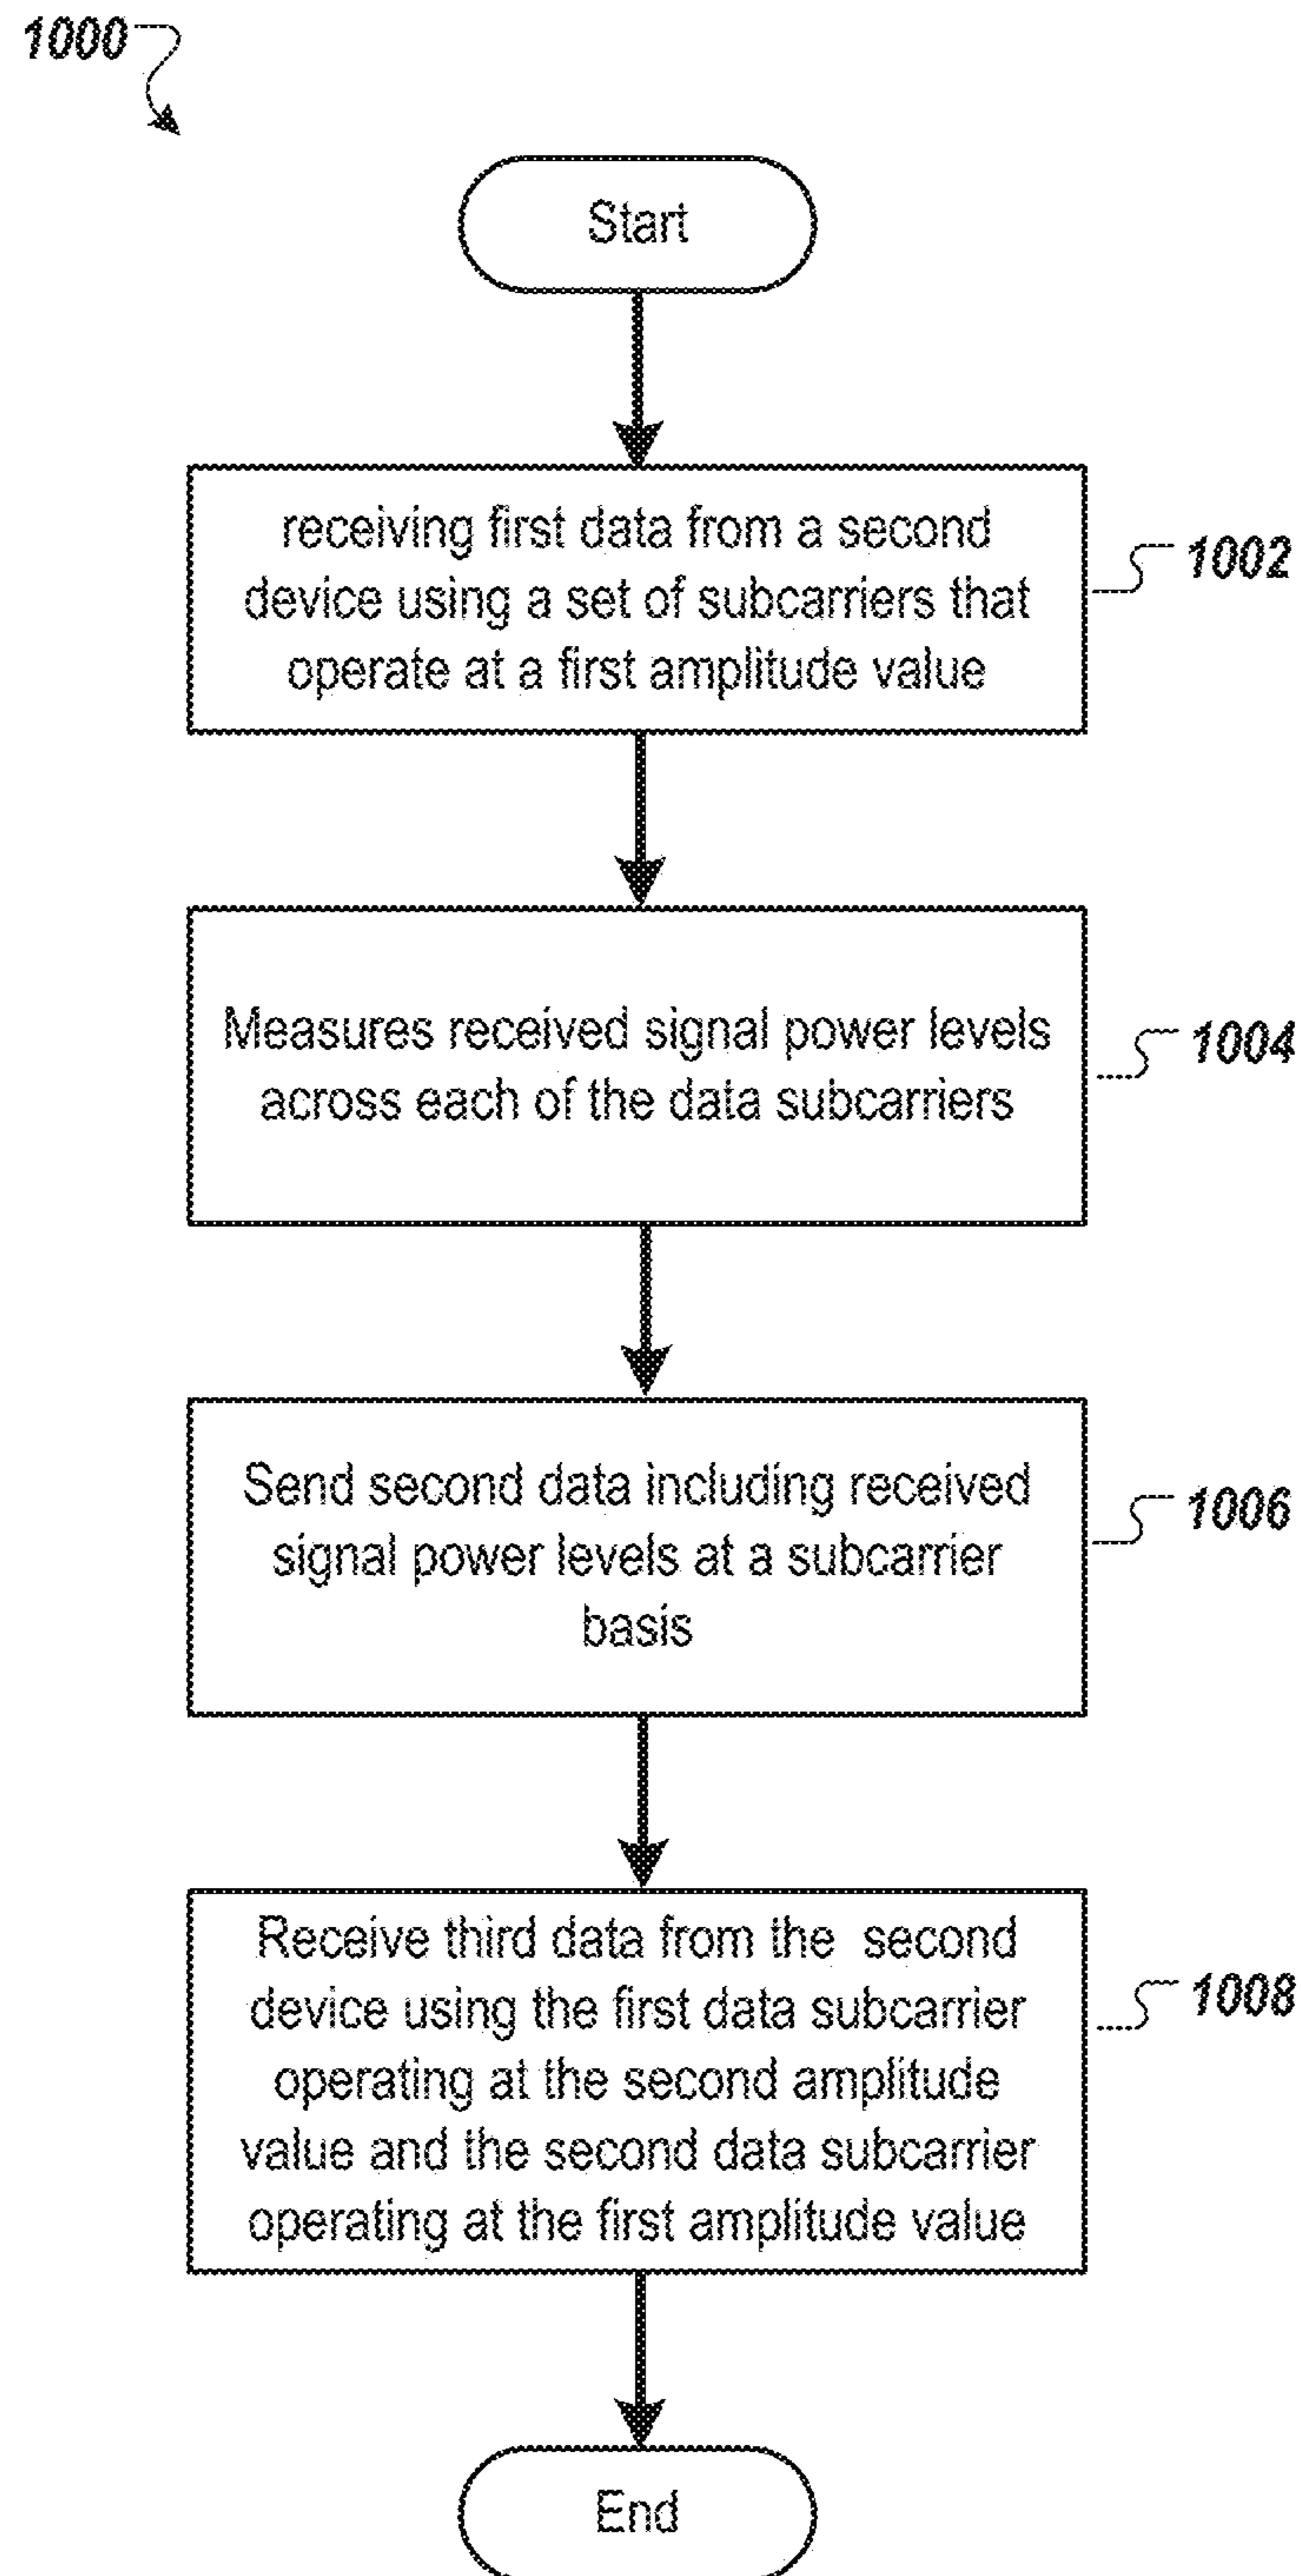 1000
Start
receiving first data from a second
device using a set of subcarriers that
operate at a first amplitude value
1002
Measures received signal power levels
across each of the data subcarriers
1004
Send second data including received
signal power levels at a subcarrier
basis
1006
Receive third data from the second
device using the first data subcarrier
operating at the second amplitude
value and the second data subcarrier
operating at the first amplitude value
1008
End